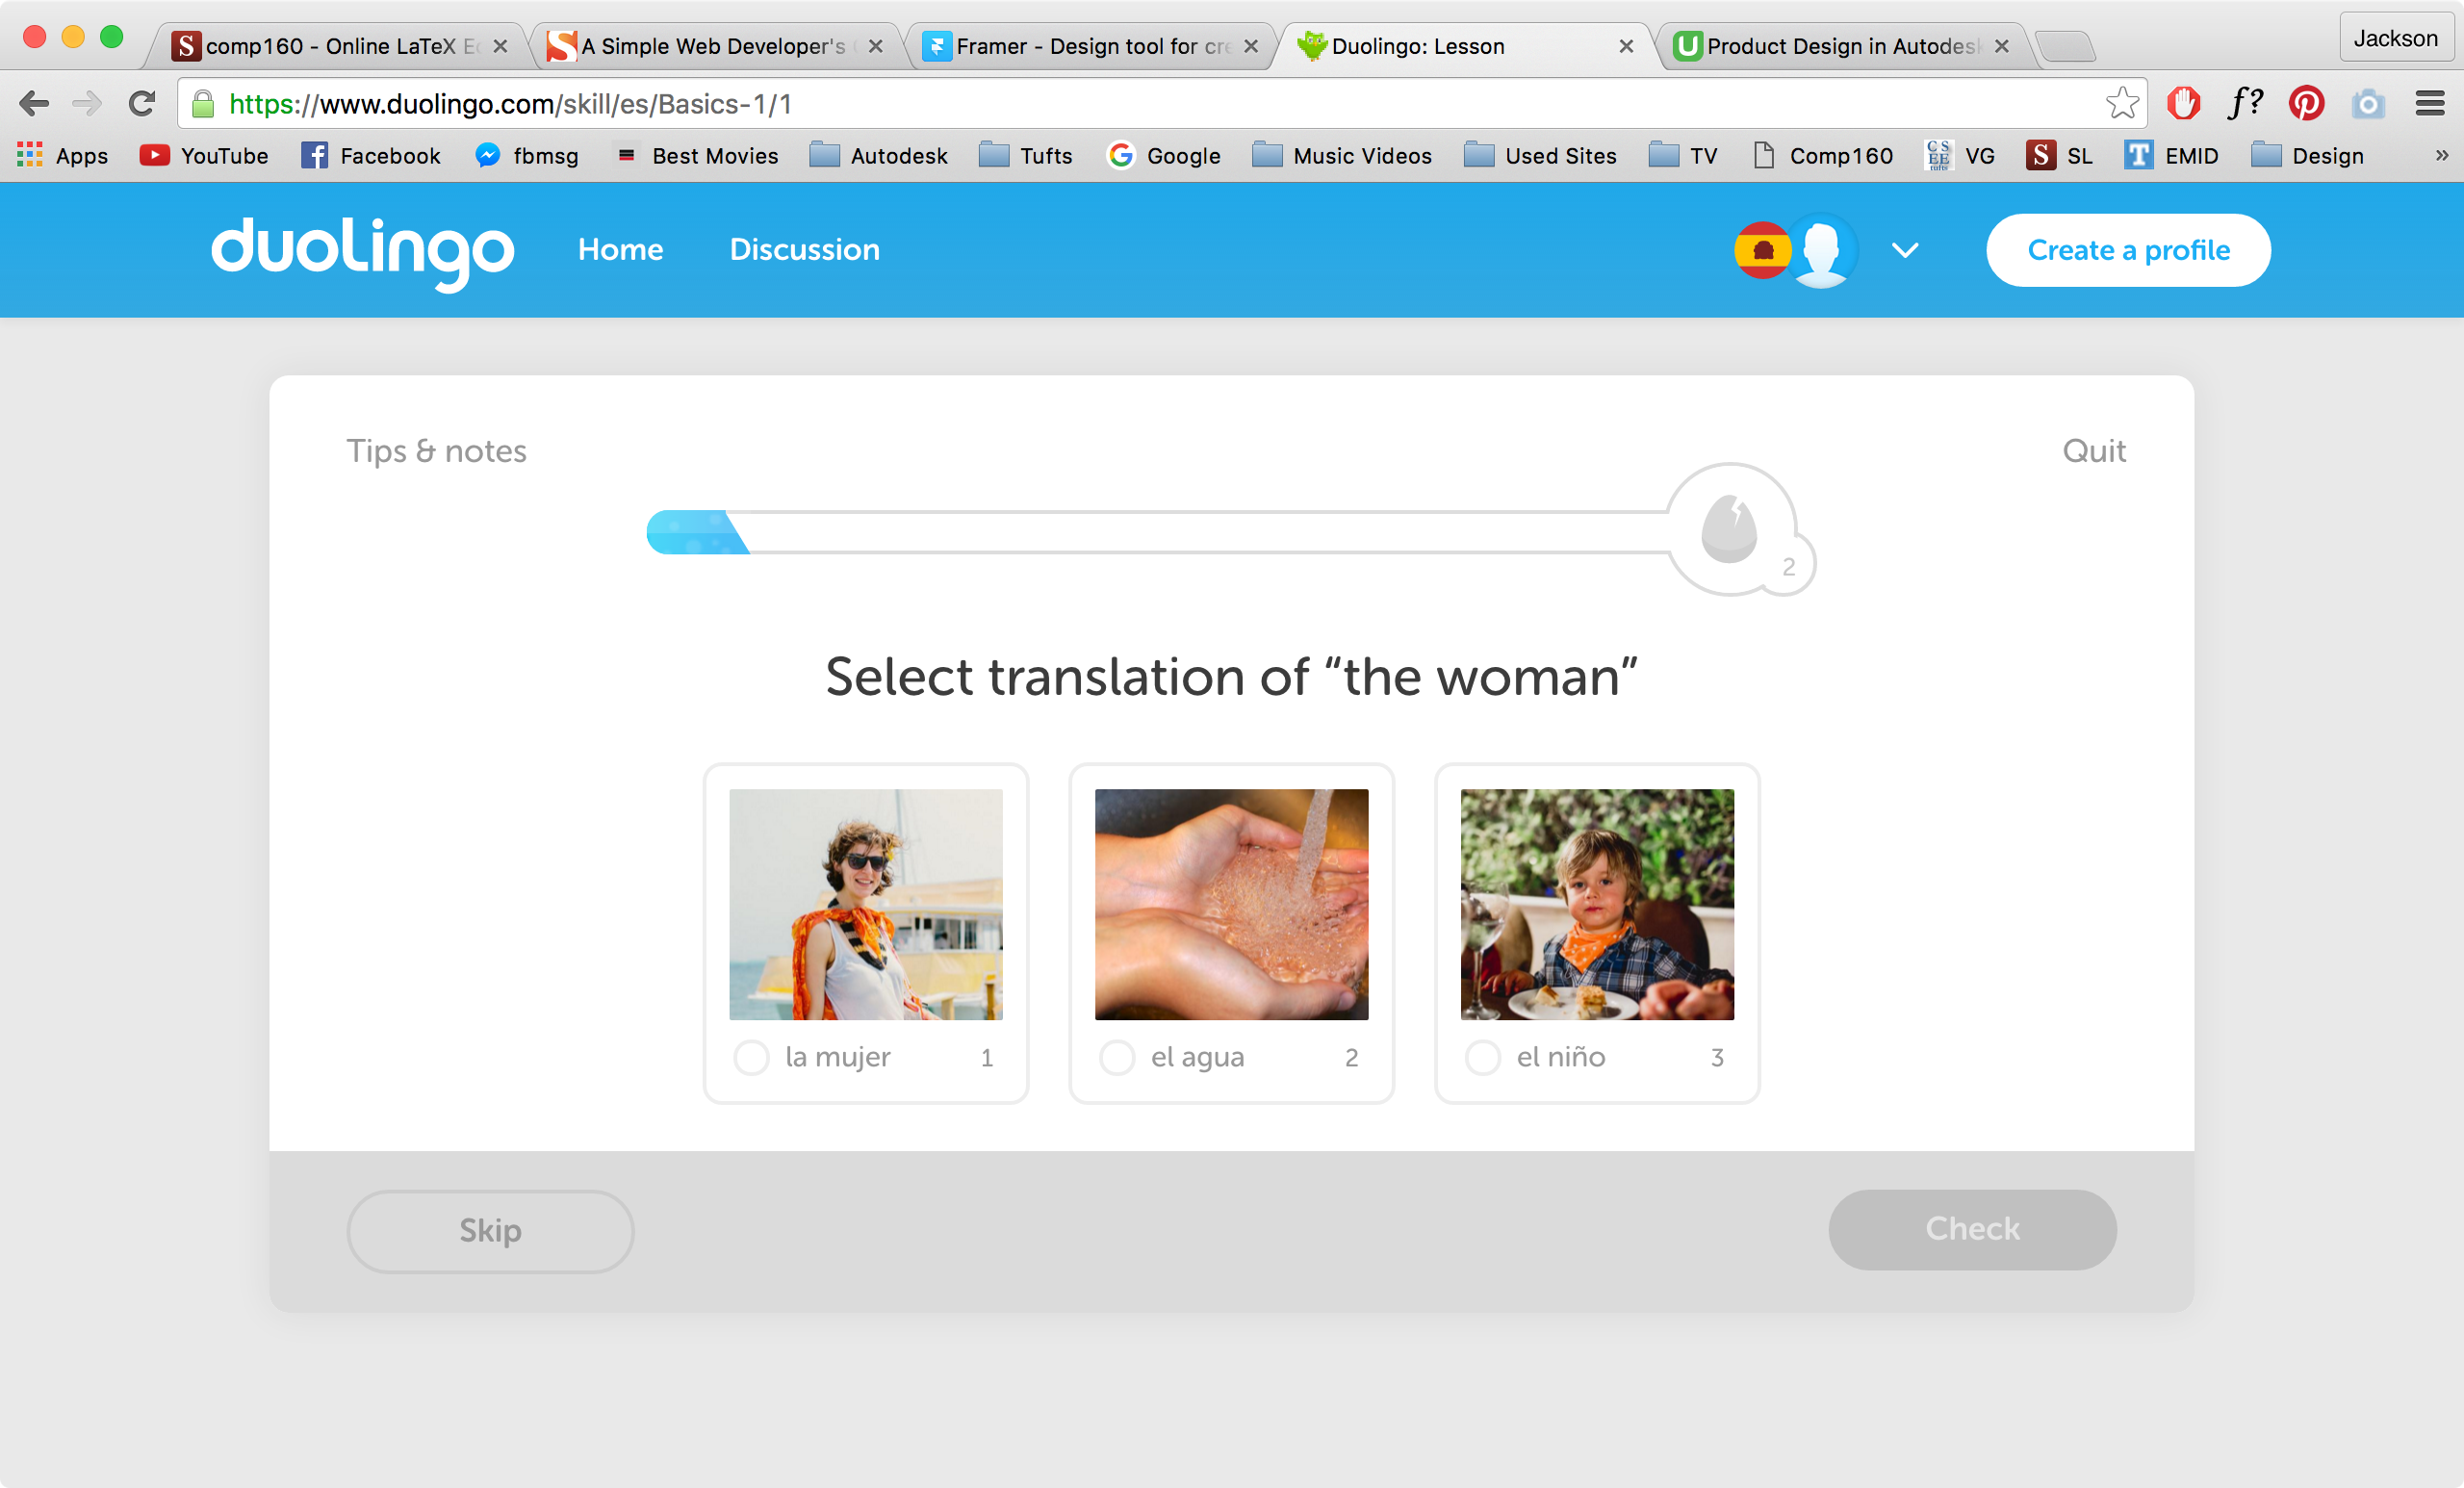 comp160 - Online LaTeX E
A Simple Web Developer's
Framer - Design tool for cre
Duolingo: Lesson
Product Design in Autodesk
Jackson
https://www.duolingo.com/skill/es/Basics-1/1
f?
Apps YouTube Facebook fbmsg Best Movies Autodesk Tufts Google Music Videos Used Sites TV Comp160 VG SL EMID Design »
duolingo Home Discussion Create a profile
Tips & notes Quit
2
Select translation of “the woman”
la mujer 1
el agua 2
el niño 3
Skip Check